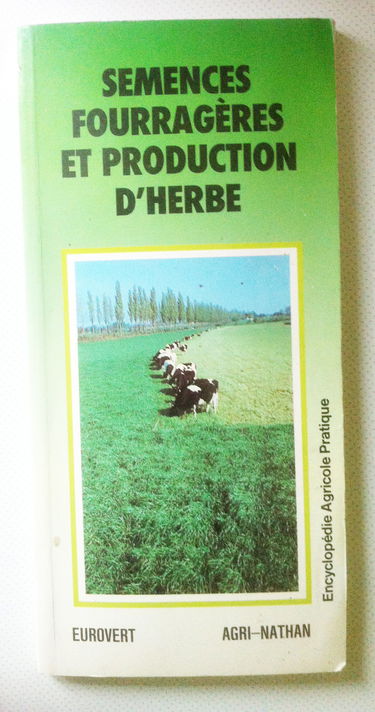 SEMENCES
FOURRAGÈRES
ET PRODUCTION
D'HERBE
Encyclopédie Agricole Pratique
EUROVERT AGRI-NATHAN